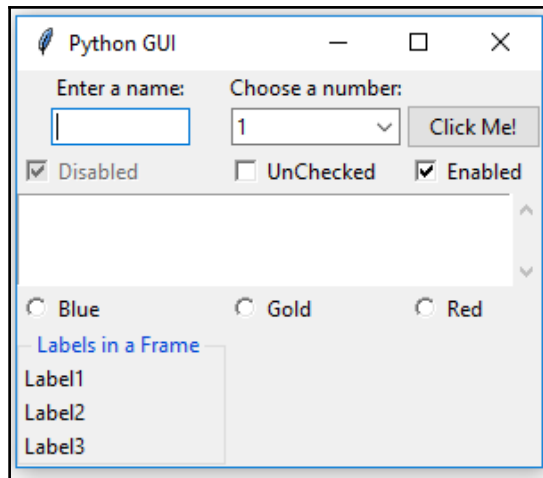 Python GUI
Enter a name: Choose a number:
1 Click Me!
Disabled UnChecked Enabled
Blue Gold Red
Labels in a Frame
Label1
Label2
Label3